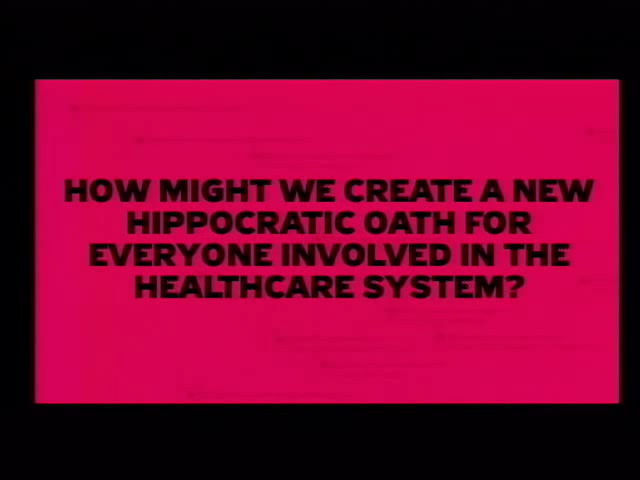 HOW MIGHT WE CREATE A NEW
HIPPOCRATIC OATH FOR
EVERYONE INVOLVED IN THE
HEALTHCARE SYSTEM?